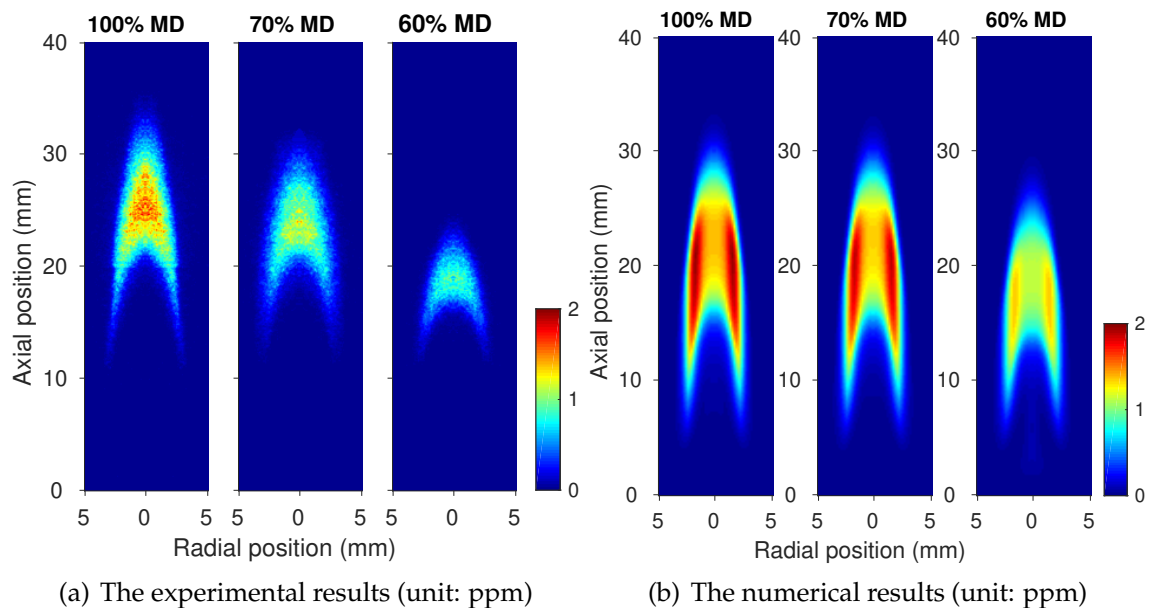 100% MD 70% MD 60% MD
40
30
20
10
0
Axial position (mm)
5 0 5 5 0 5 5 0 5
Radial position (mm)
2
1
0
(a) The experimental results (unit: ppm)
100% MD 70% MD 60% MD
40 40 40
30 30 30
20 20 20
10 10 10
0 0 0
Axial position (mm)
5 0 5 5 0 5 5 0 5
Radial position (mm)
2
1
0
(b) The numerical results (unit: ppm)